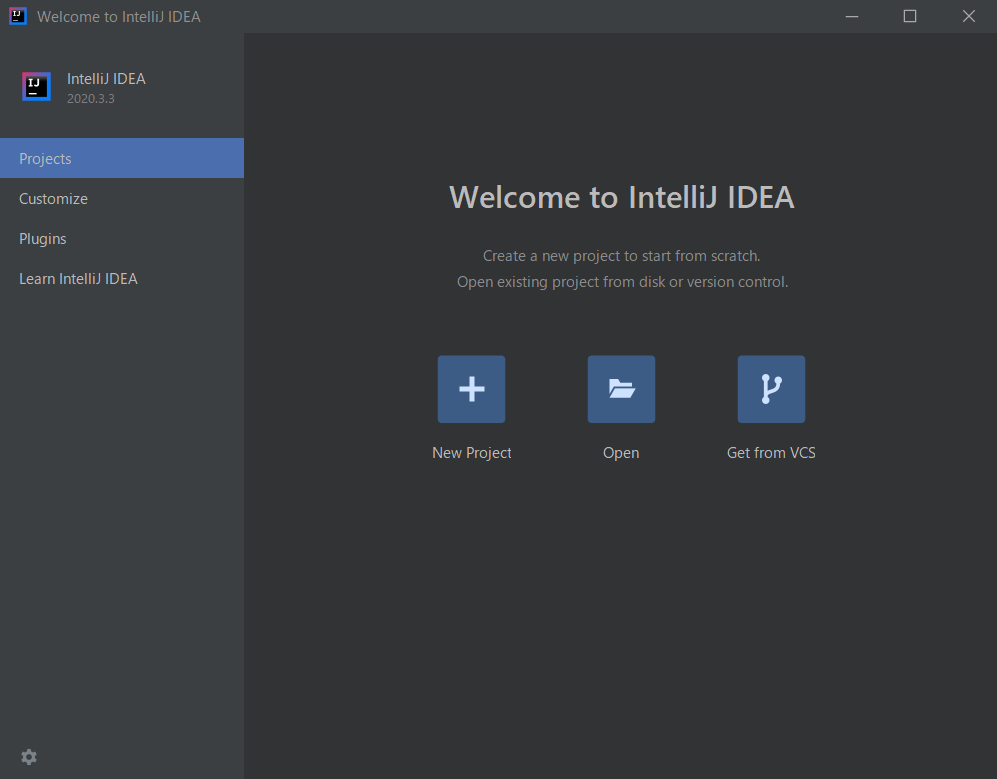 Welcome to IntelliJ IDEA
IJ
IntelliJ IDEA
2020.3.3
Projects
Customize
Plugins
Learn IntelliJ IDEA
Welcome to IntelliJ IDEA
Create a new project to start from scratch.
Open existing project from disk or version control.
New Project
Open
Get from VCS